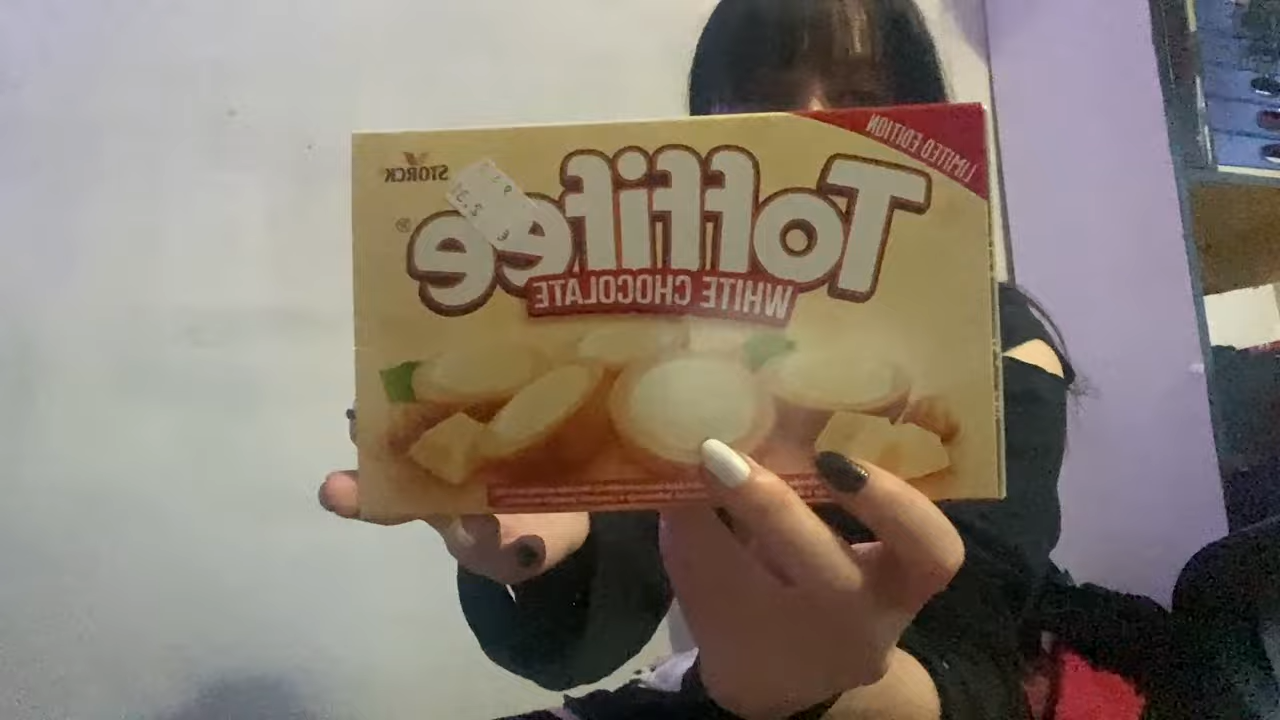 LIMITED EDITION
STORCK
Toffifee
®
WHITE CHOCOLATE